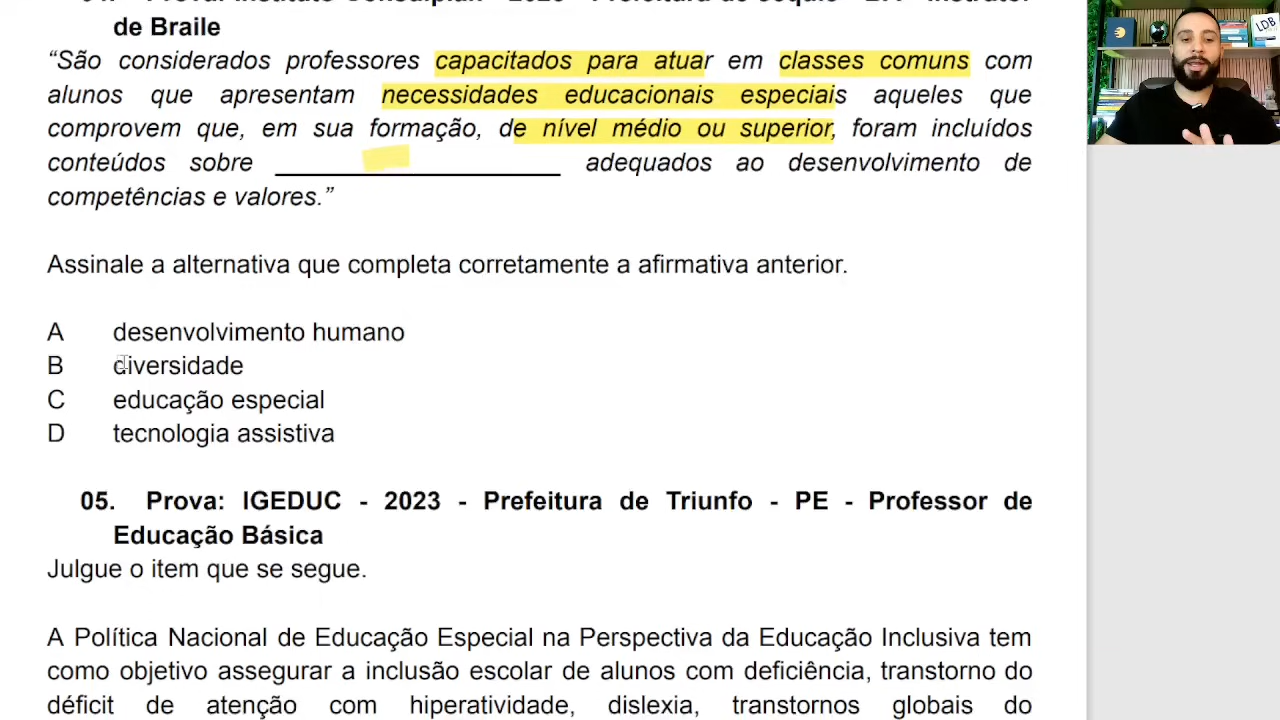 de Braile
“São considerados professores capacitados para atuar em classes comuns com
alunos que apresentam necessidades educacionais especiais aqueles que
comprovem que, em sua formação, de nível médio ou superior, foram incluídos
conteúdos sobre ____________________ adequados ao desenvolvimento de
competências e valores.”
Assinale a alternativa que completa corretamente a afirmativa anterior.
A desenvolvimento humano
B diversidade
C educação especial
D tecnologia assistiva
05. Prova: IGEDUC - 2023 - Prefeitura de Triunfo - PE - Professor de
Educação Básica
Julgue o item que se segue.
A Política Nacional de Educação Especial na Perspectiva da Educação Inclusiva tem
como objetivo assegurar a inclusão escolar de alunos com deficiência, transtorno do
déficit de atenção com hiperatividade, dislexia, transtornos globais do
LDB